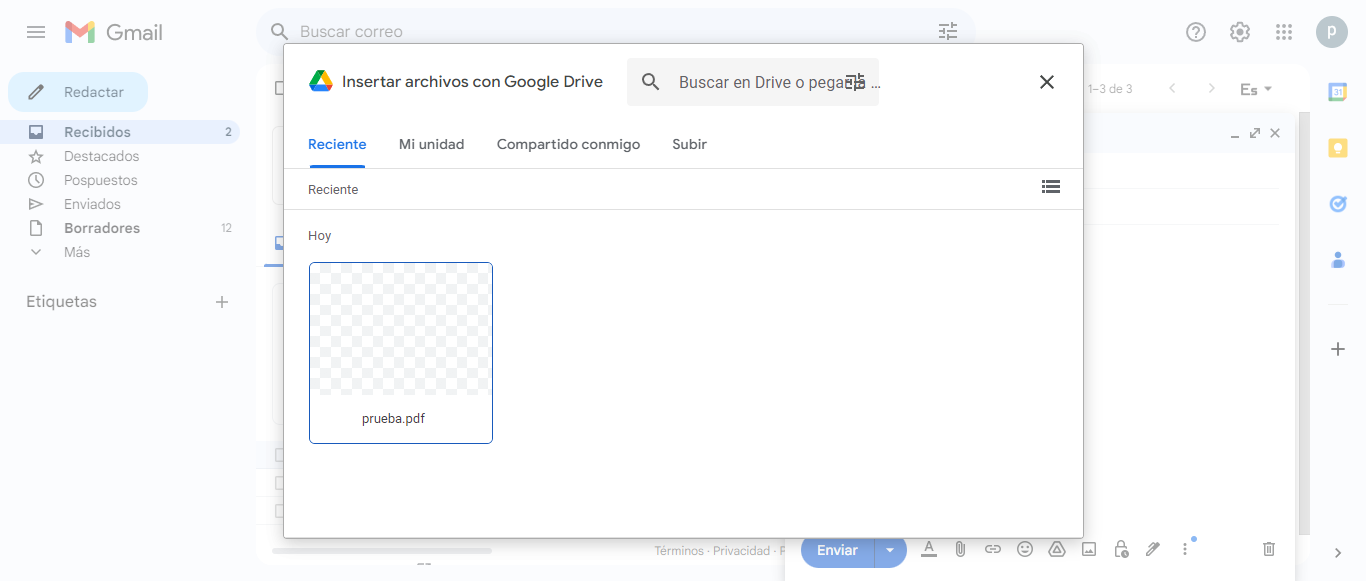 Gmail
Buscar correo
p
Insertar archivos con Google Drive
Buscar en Drive o pegar la ...
Redactar
1–3 de 3
Es
Recibidos 2
Destacados
Pospuestos
Enviados
Borradores 12
Más
Etiquetas
Reciente Mi unidad Compartido conmigo Subir
Reciente
Hoy
prueba.pdf
31
Términos · Privacidad · P
Enviar